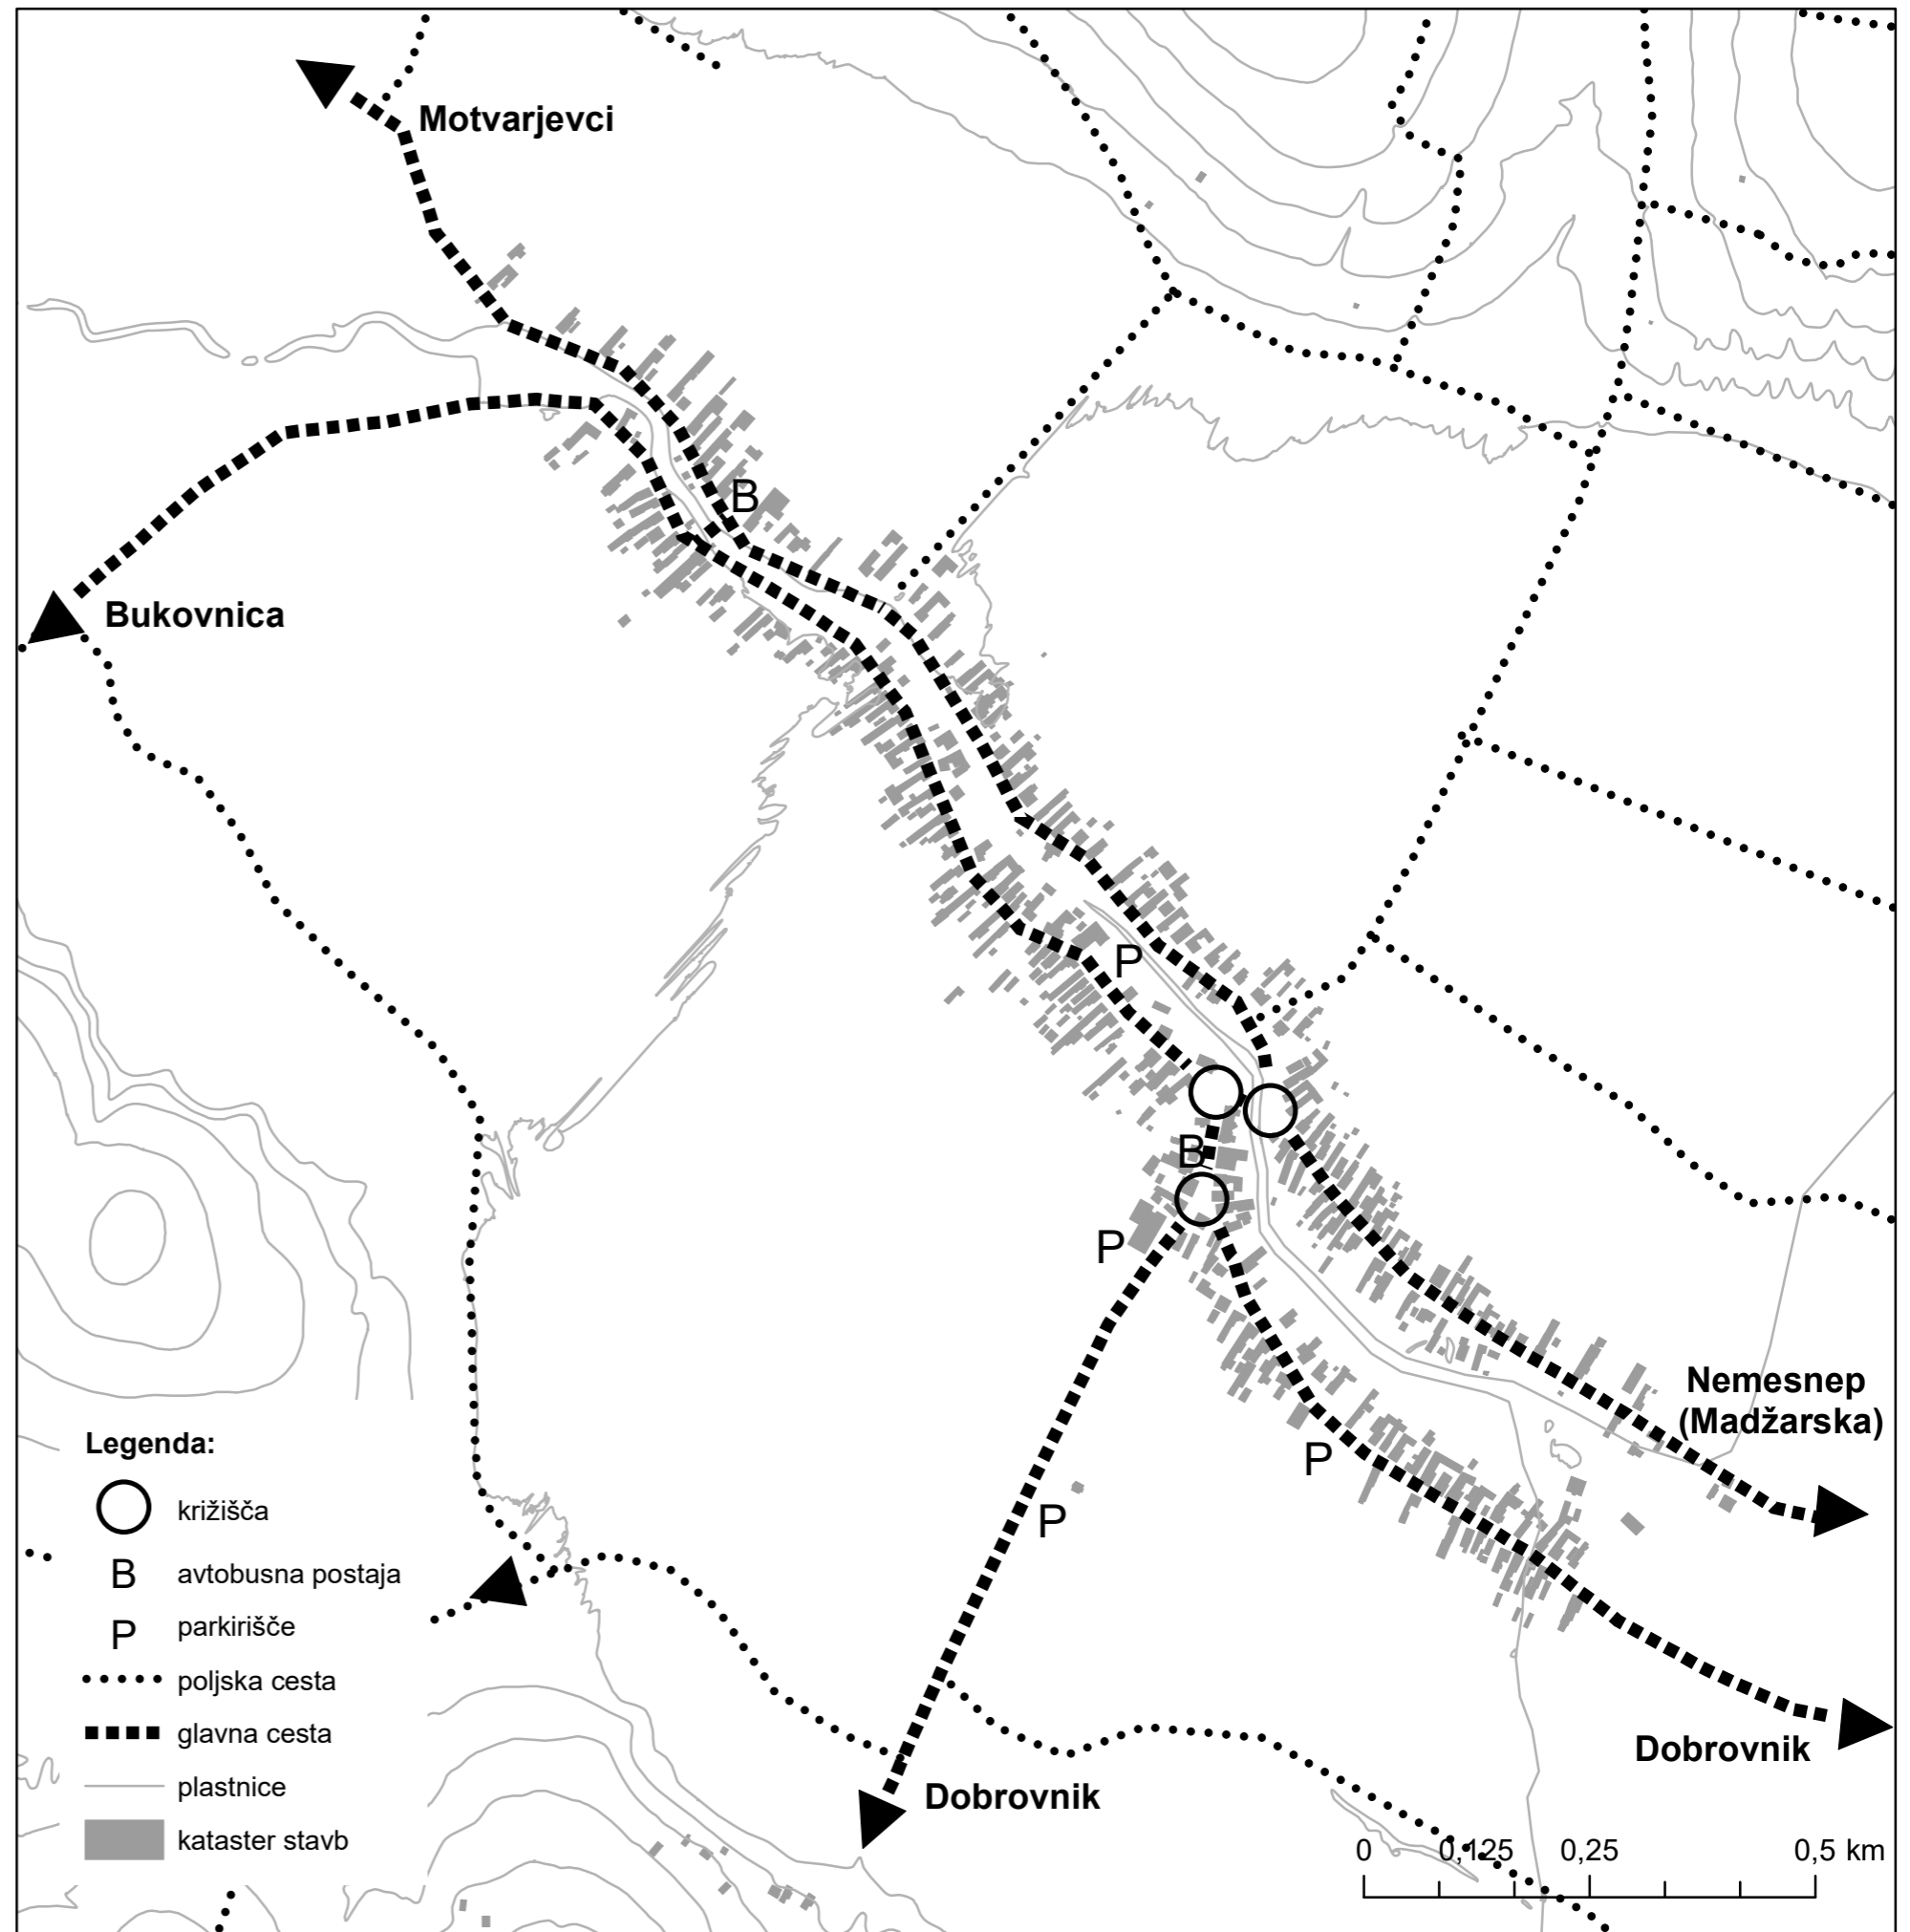 Motvarjevci
B
Bukovnica
P
B
P
Nemesnep
(Madžarska)
P
P
Legenda:
križišča
B avtobusna postaja
P parkirišče
poljska cesta
glavna cesta
plastnice
kataster stavb
Dobrovnik
Dobrovnik
0 0,125 0,25 0,5 km